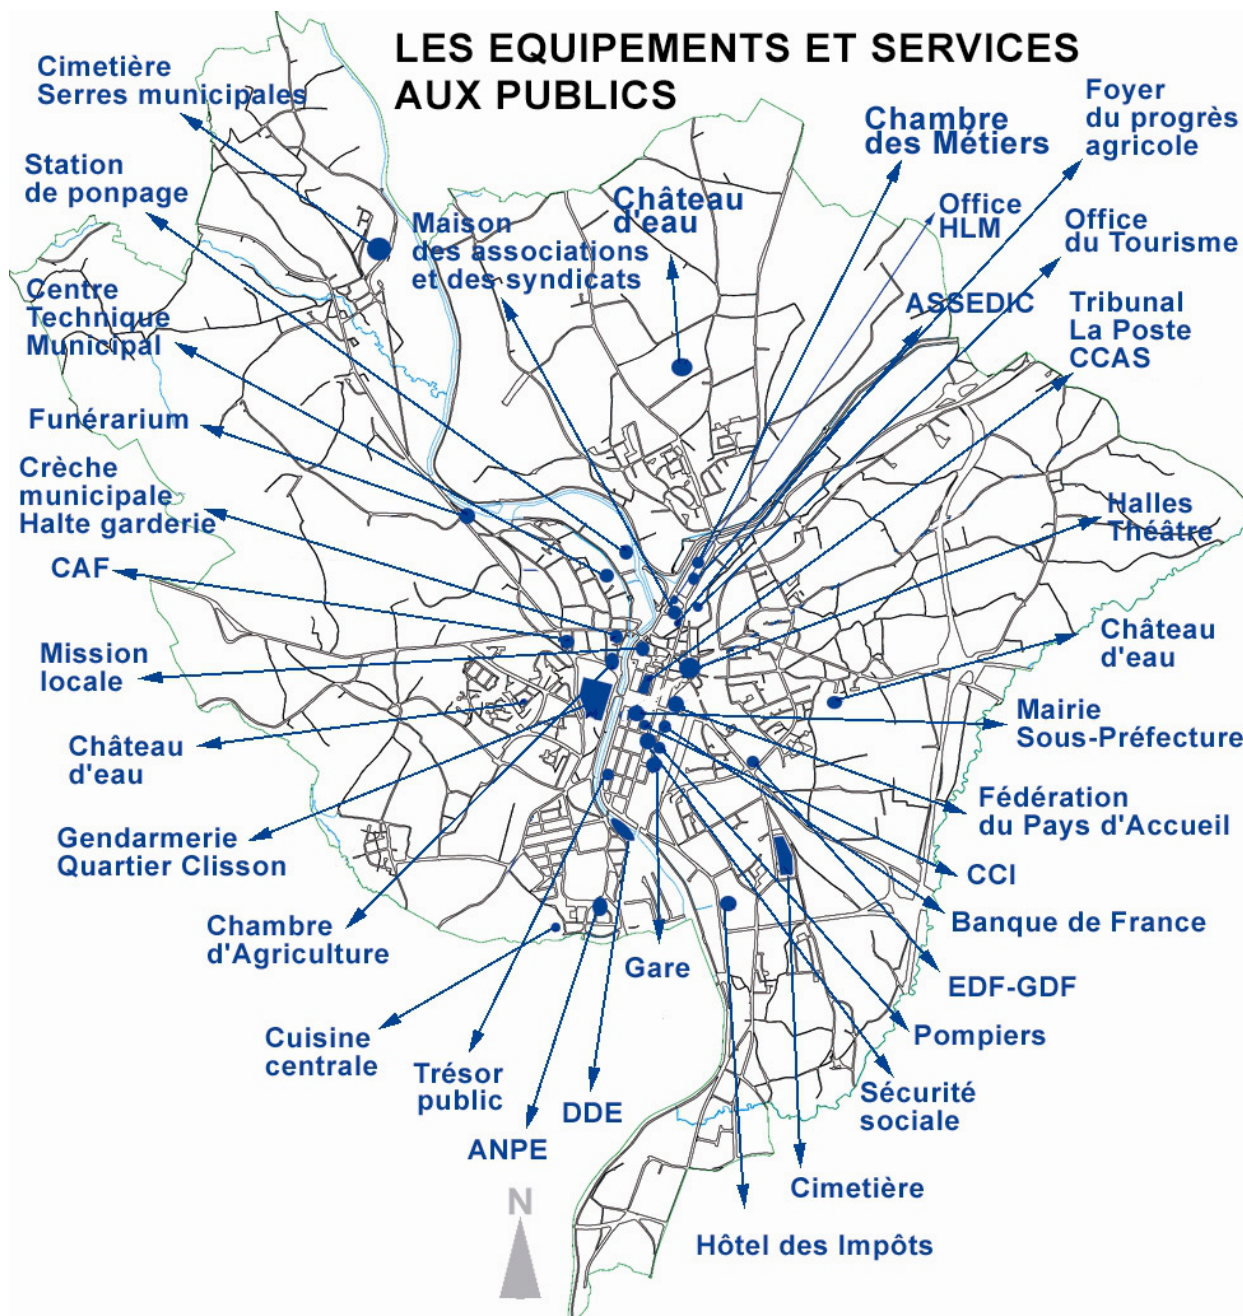 LES EQUIPEMENTS ET SERVICES
AUX PUBLICS
Cimetière
Serres municipales
Station
de ponpage
Maison
des associations
et des syndicats
Château
d'eau
Chambre
des Métiers
Foyer
du progrès
agricole
Office
HLM
Office
du Tourisme
ASSEDIC
Tribunal
La Poste
CCAS
Centre
Technique
Municipal
Funérarium
Crèche
municipale
Halte garderie
CAF
Mission
locale
Château
d'eau
Gendarmerie
Quartier Clisson
Chambre
d'Agriculture
Cuisine
centrale
Trésor
public
ANPE
DDE
Gare
Halles
Théâtre
Château
d'eau
Mairie
Sous-Préfecture
Fédération
du Pays d'Accueil
CCI
Banque de France
EDF-GDF
Pompiers
Sécurité
sociale
Cimetière
Hôtel des Impôts
N